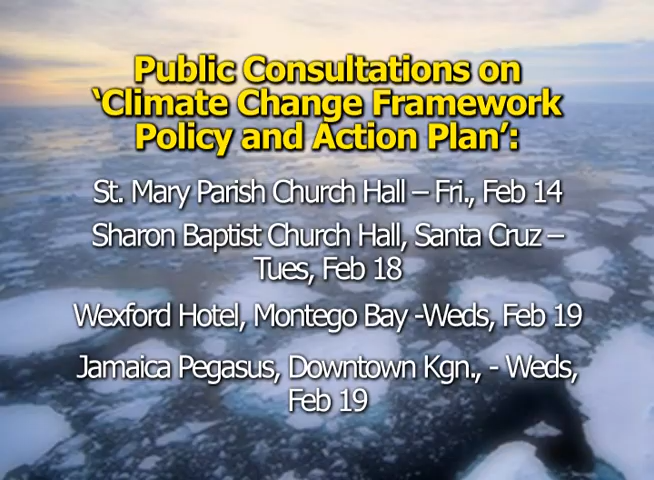 Public Consultations on
‘Climate Change Framework
Policy and Action Plan’:
St. Mary Parish Church Hall – Fri., Feb 14
Sharon Baptist Church Hall, Santa Cruz –
Tues, Feb 18
Wexford Hotel, Montego Bay -Weds, Feb 19
Jamaica Pegasus, Downtown Kgn., - Weds,
Feb 19